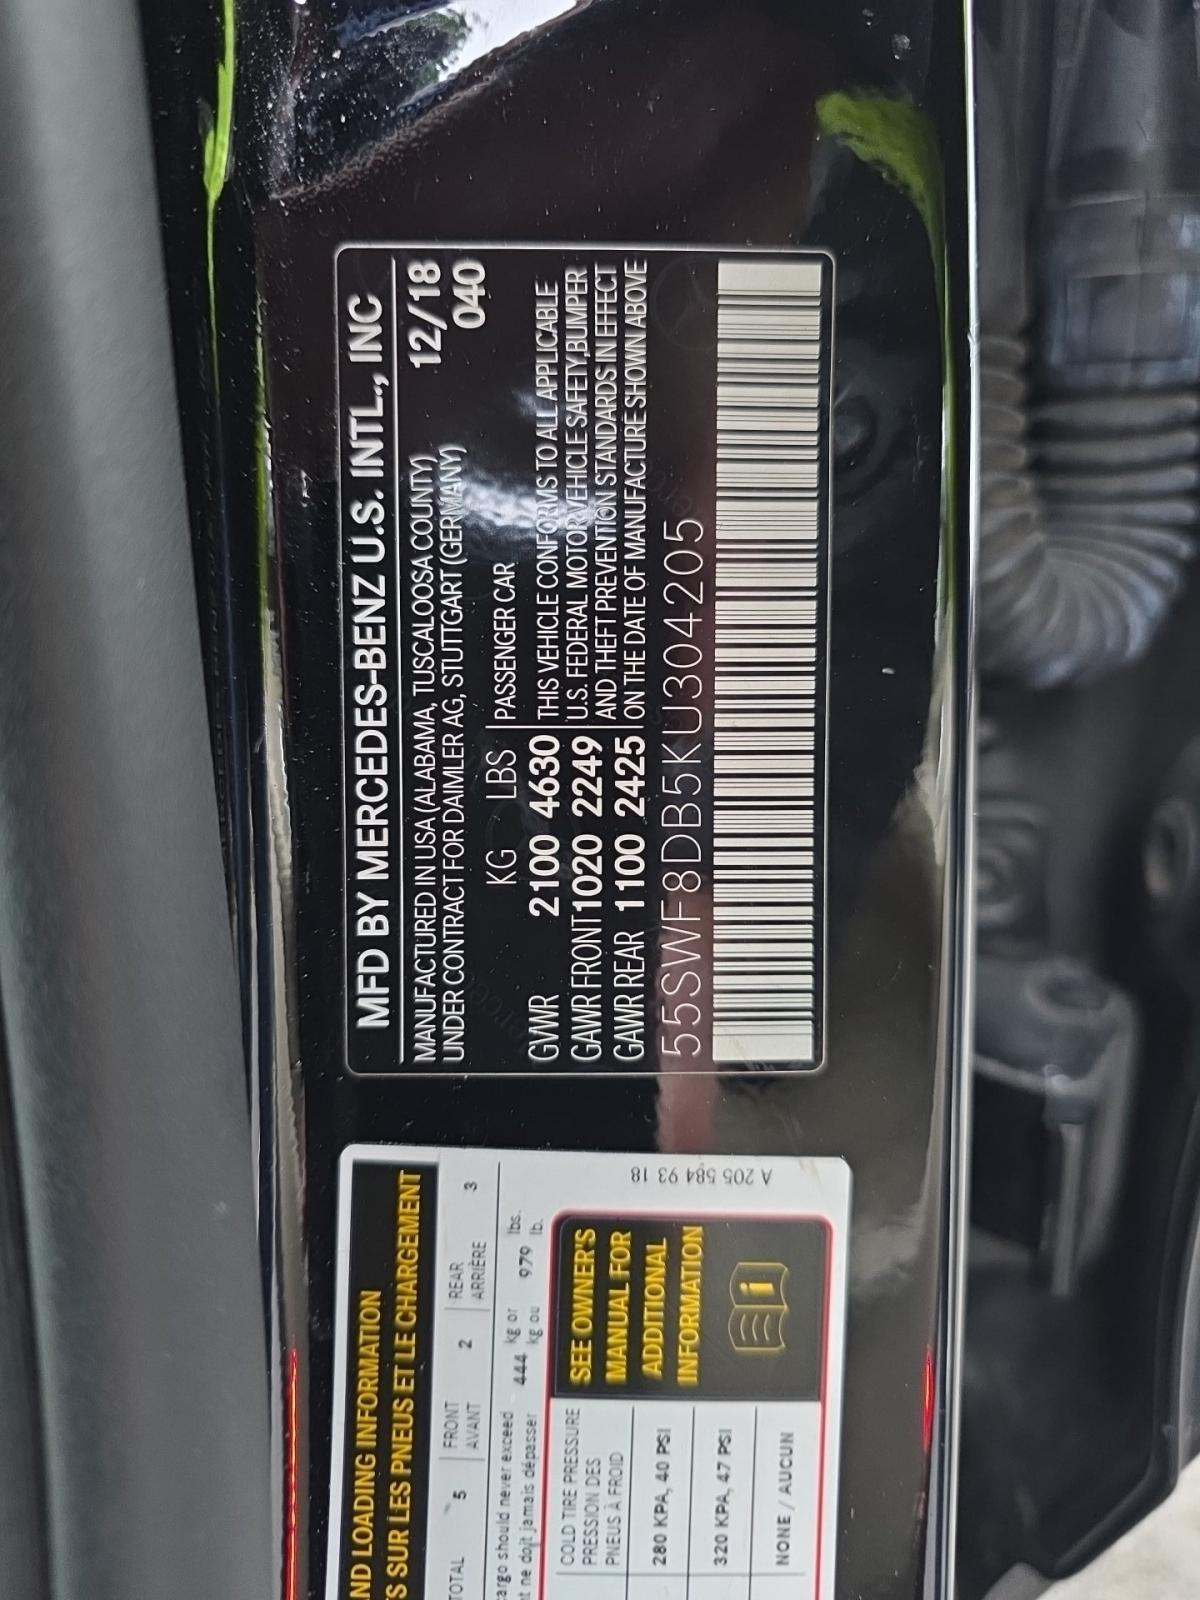 MFD BY MERCEDES-BENZ U.S. INTL., INC
MANUFACTURED IN USA (ALABAMA, TUSCALOOSA COUNTY) 12/18
UNDER CONTRACT FOR DAIMLER AG, STUTTGART (GERMANY) 040
KG LBS PASSENGER CAR
GVWR 2100 4630 THIS VEHICLE CONFORMS TO ALL APPLICABLE
GAWR FRONT 1020 2249 U.S. FEDERAL MOTOR VEHICLE SAFETY,BUMPER
GAWR REAR 1100 2425 AND THEFT PREVENTION STANDARDS IN EFFECT
ON THE DATE OF MANUFACTURE SHOWN ABOVE
55SWF8DB5KU304205
ND LOADING INFORMATION
S SUR LES PNEUS ET LE CHARGEMENT
TOTAL 5 FRONT 2 REAR 3
AVANT ARRIÈRE
argo should never exceed 444 kg or 979 lbs.
t ne doit jamais dépasser kg ou lb.
COLD TIRE PRESSURE
PRESSION DES
PNEUS À FROID
280 KPA, 40 PSI
320 KPA, 47 PSI
NONE / AUCUN
SEE OWNER'S
MANUAL FOR
ADDITIONAL
INFORMATION
A 205 584 93 18